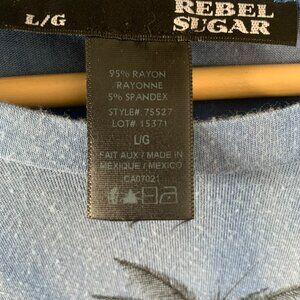 L/G
REBEL
SUGAR
95% RAYON
RAYONNE
5% SPANDEX
STYLE# 75527
LOT# 15371
L/G
FAIT AUX / MADE IN
MEXIQUE / MEXICO
CA07021